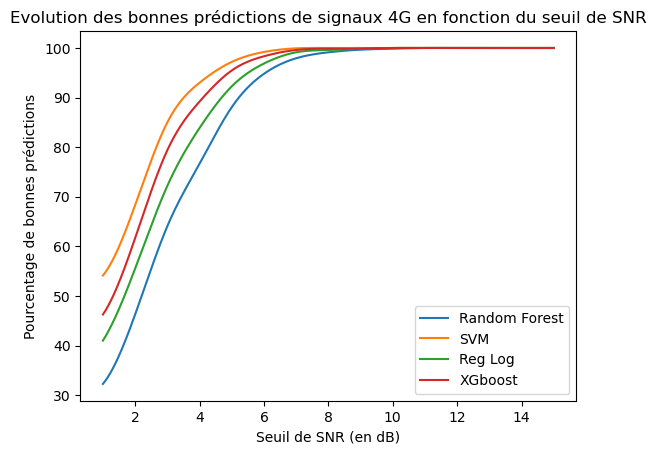 Evolution des bonnes prédictions de signaux 4G en fonction du seuil de SNR
Pourcentage de bonnes prédictions
100
90
80
70
60
50
40
30
Random Forest
SVM
Reg Log
XGboost
2 4 6 8 10 12 14
Seuil de SNR (en dB)